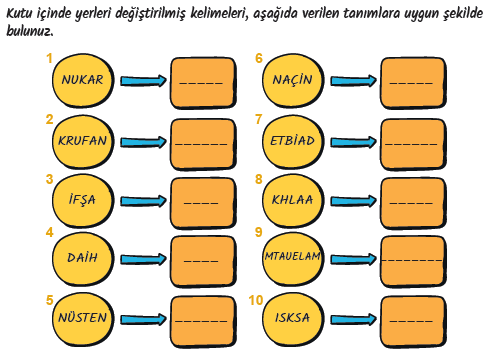 Kutu içinde yerleri değiştirilmiş kelimeleri, aşağıda verilen tanımlara uygun şekilde
bulunuz.
1
NUKAR
_____
6
NAÇİN
_____
2
KRUFAN
______
7
ETBİAD
______
3
İFŞA
____
8
KHLAA
_____
4
DAİH
____
9
MTAUELAM
________
5
NÜSTEN
______
10
ISKSA
_____